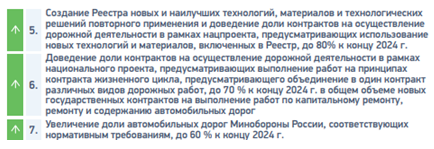 5. Создание Реестра новых и наилучших технологий, материалов и технологических
решений повторного применения и доведение доли контрактов на осуществление
дорожной деятельности в рамках нацпроекта, предусматривающих использование
новых технологий и материалов, включенных в Реестр, до 80% к концу 2024 г.
6. Доведение доли контрактов на осуществление дорожной деятельности в рамках
национального проекта, предусматривающих выполнение работ на принципах
контракта жизненного цикла, предусматривающего объединение в один контракт
различных видов дорожных работ, до 70 % к концу 2024 г. в общем объеме новых
государственных контрактов на выполнение работ по капитальному ремонту,
ремонту и содержанию автомобильных дорог
7. Увеличение доли автомобильных дорог Минобороны России, соответствующих
нормативным требованиям, до 60 % к концу 2024 г.